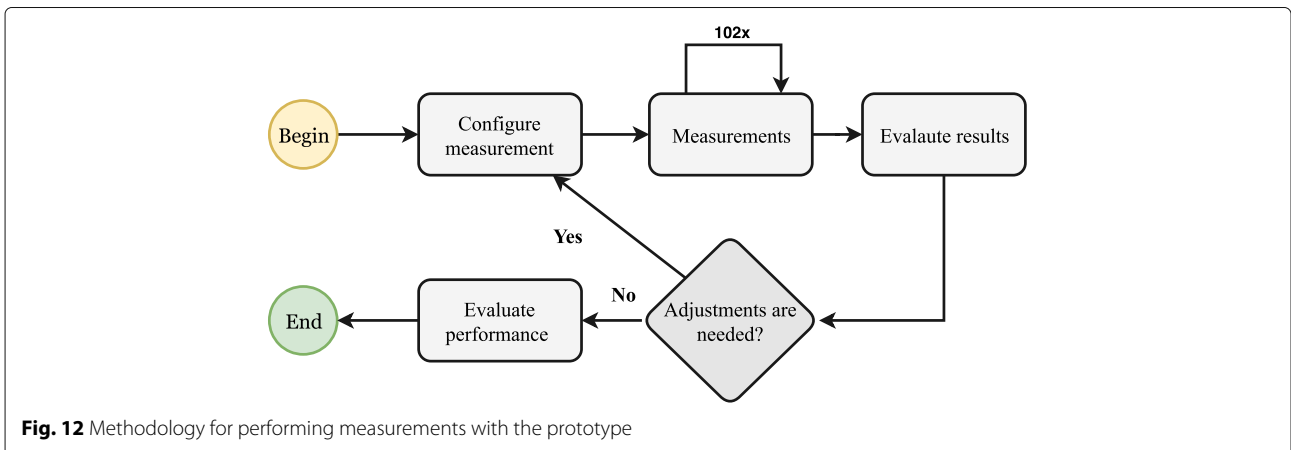 102x
Begin
Configure
measurement
Measurements
Evalaute results
Yes
No
Adjustments are
needed?
Evaluate
performance
End
Fig. 12 Methodology for performing measurements with the prototype